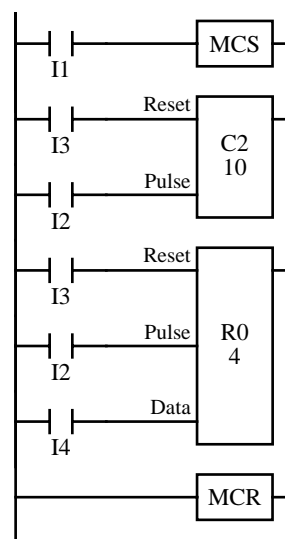 MCS
I1
Reset
I3
C2
10
Pulse
I2
Reset
I3
Pulse
R0
4
I2
Data
I4
MCR